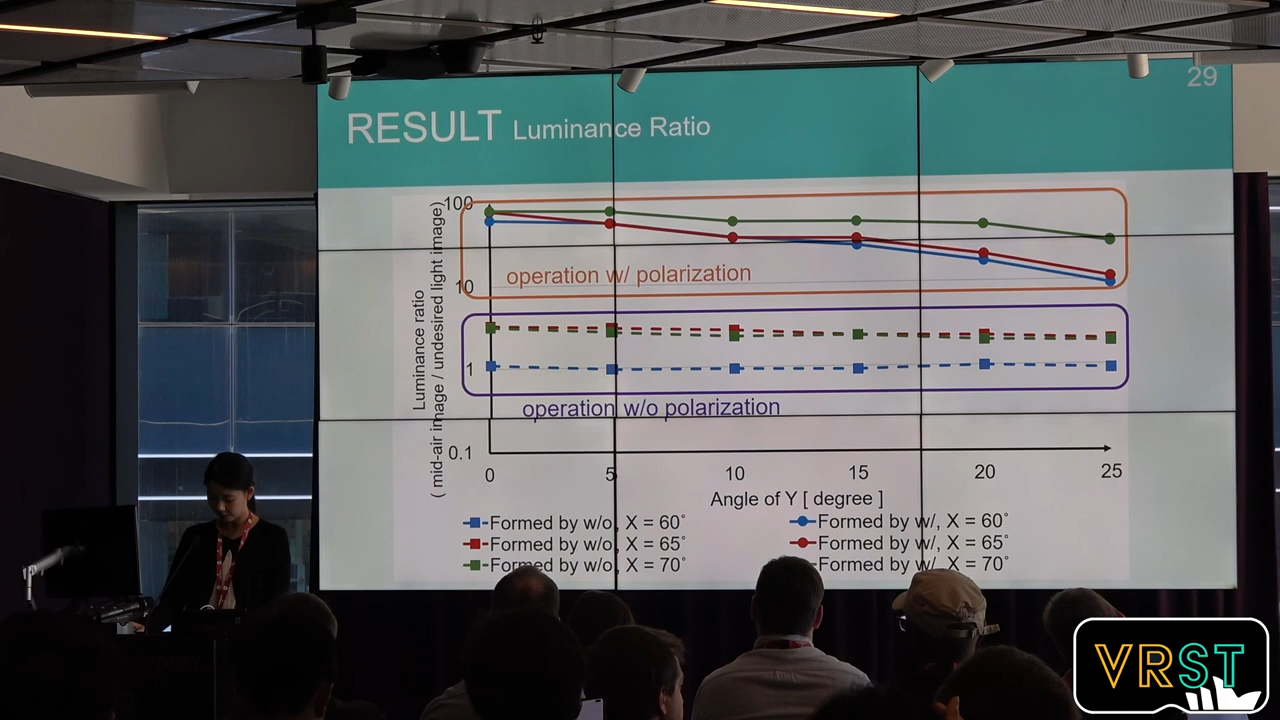 29
RESULT Luminance Ratio
Luminance ratio
( mid-air image / undesired light image)
100
10
1
0.1
operation w/ polarization
operation w/o polarization
0 5 10 15 20 25
Angle of Y [ degree ]
Formed by w/o, X = 60°
Formed by w/, X = 60°
Formed by w/o, X = 65°
Formed by w/, X = 65°
Formed by w/o, X = 70°
Formed by w/, X = 70°
VRST